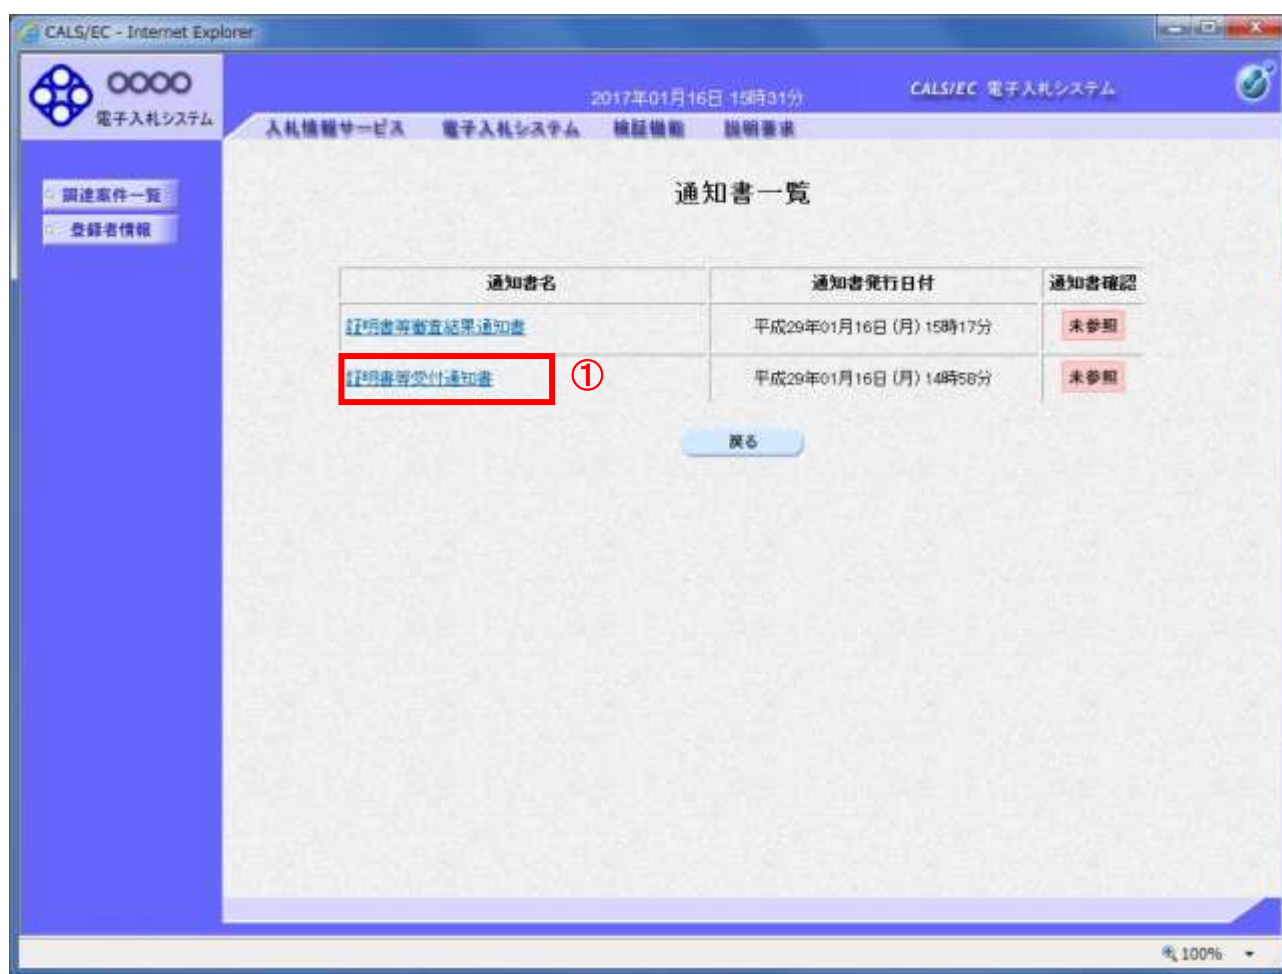 CALS/EC - Internet Explorer
OOOO
電子入札システム
2017年01月16日 15時31分
CALS/EC 電子入札システム
入札情報サービス 電子入札システム 検証機能 説明要求
調達案件一覧
登録者情報
通知書一覧
通知書名 通知書発行日付 通知書確認
証明書等審査結果通知書 平成29年01月16日 (月) 15時17分 未参照
証明書等受付通知書 ① 平成29年01月16日 (月) 14時58分 未参照
戻る
100%